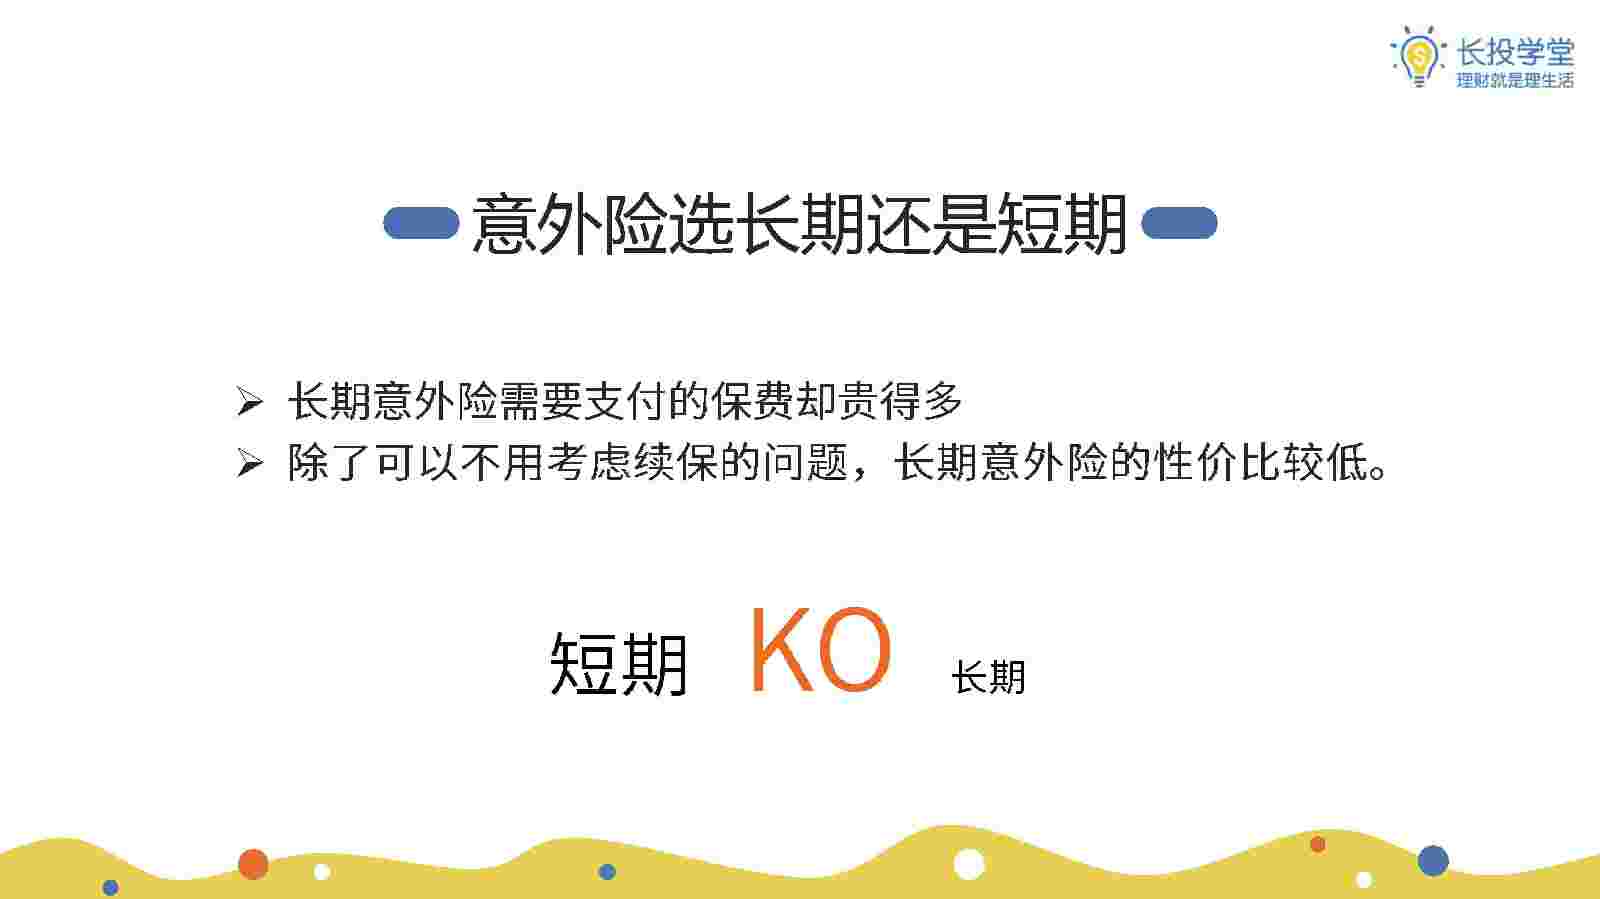 长投学堂
理财就是理生活
意外险选长期还是短期
长期意外险需要支付的保费却贵得多
除了可以不用考虑续保的问题，长期意外险的性价比较低。
短期 KO 长期